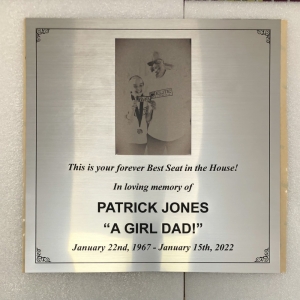 This is your forever Best Seat in the House!
In loving memory of
PATRICK JONES
“A GIRL DAD!”
January 22nd, 1967 - January 15th, 2022